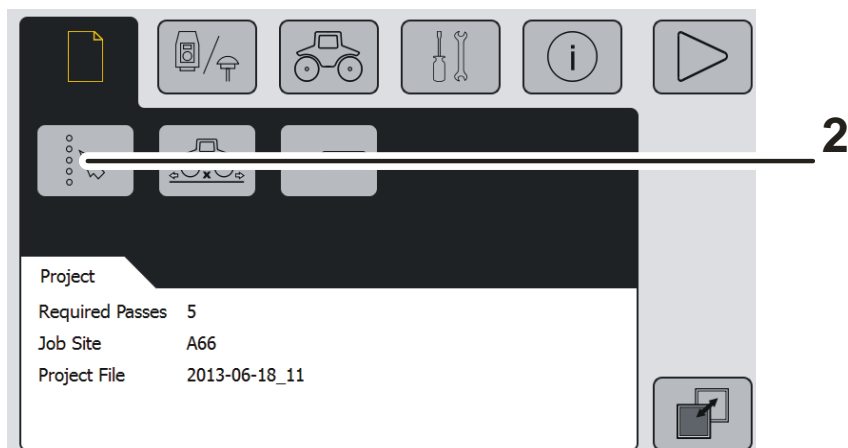 2
Project
Required Passes 5
Job Site A66
Project File 2013-06-18_11